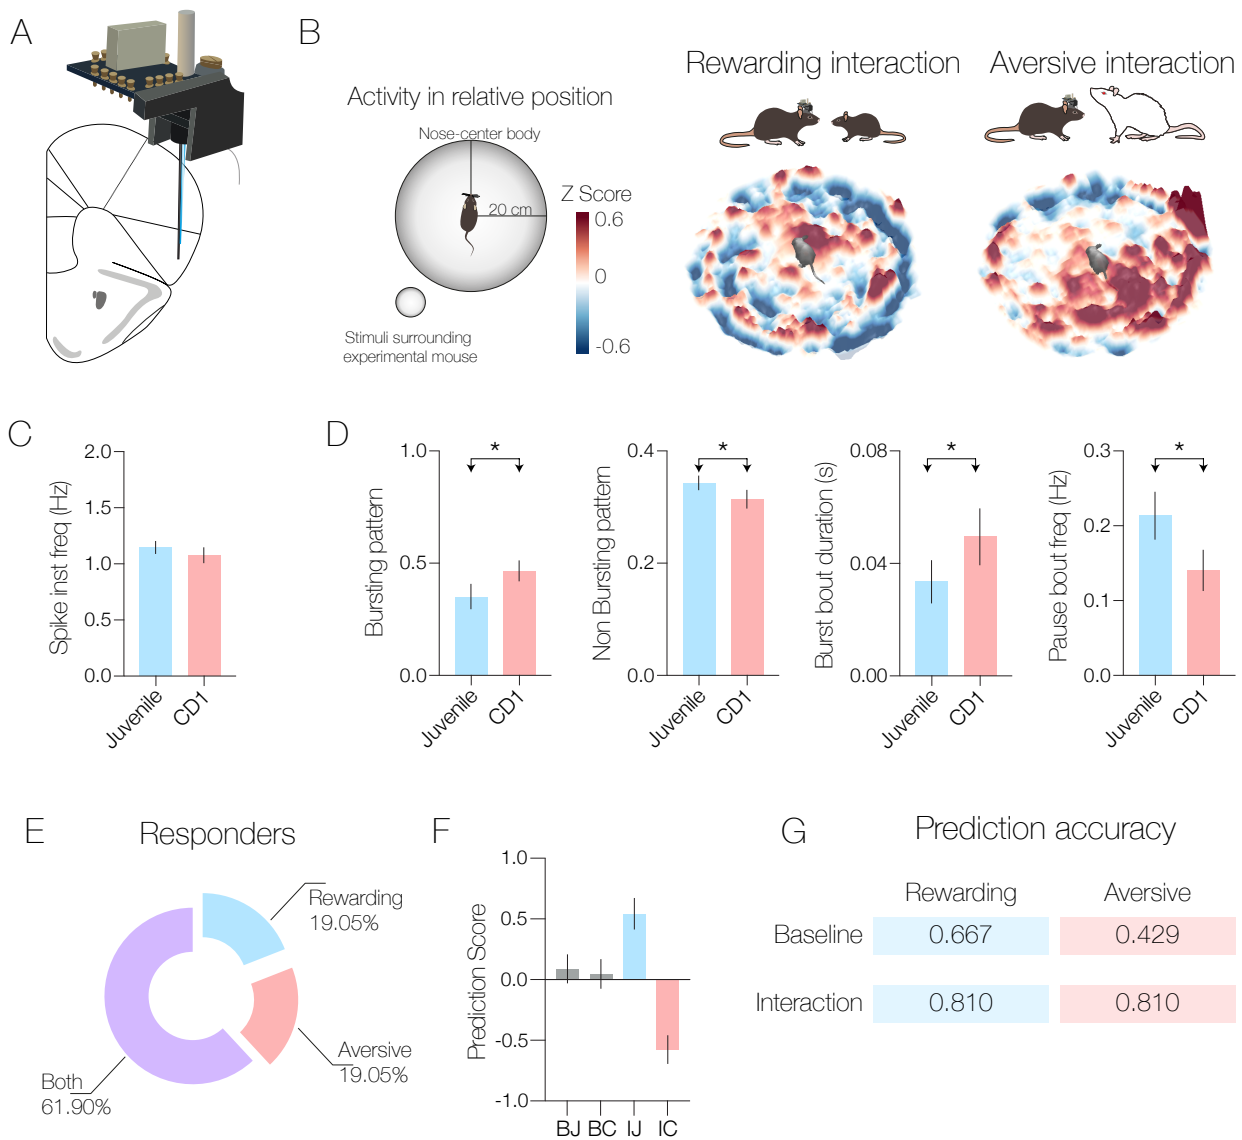 A
B
Activity in relative position
Nose-center body
20 cm
Stimuli surrounding
experimental mouse
Z Score
0.6
0
-0.6
Rewarding interaction
Aversive interaction
C
Spike inst freq (Hz)
2.0
1.5
1.0
0.5
0.0
Juvenile
CD1
D
Bursting pattern
1.0
0.5
0.0
*
Juvenile
CD1
Non Bursting pattern
0.4
0.2
0.0
*
Juvenile
CD1
Burst bout duration (s)
0.08
0.04
0.00
*
Juvenile
CD1
Pause bout freq (Hz)
0.3
0.2
0.1
0.0
*
Juvenile
CD1
E
Responders
Rewarding
19.05%
Aversive
19.05%
Both
61.90%
F
Prediction Score
1.0
0.5
0.0
-0.5
-1.0
BJ BC IJ IC
G
Prediction accuracy
Rewarding Aversive
Baseline 0.667 0.429
Interaction 0.810 0.810